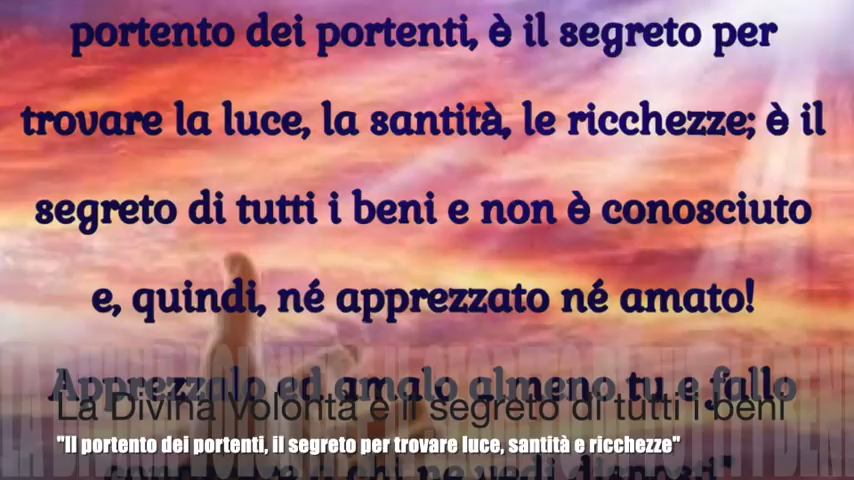 portento dei portenti, è il segreto per
trovare la luce, la santità, le ricchezze; è il
segreto di tutti i beni e non è conosciuto
e, quindi, né apprezzato né amato!
Apprezzalo ed amalo almeno tu e fallo
La Divina Volontà è il segreto di tutti i beni
"Il portento dei portenti, il segreto per trovare luce, santità e ricchezze"